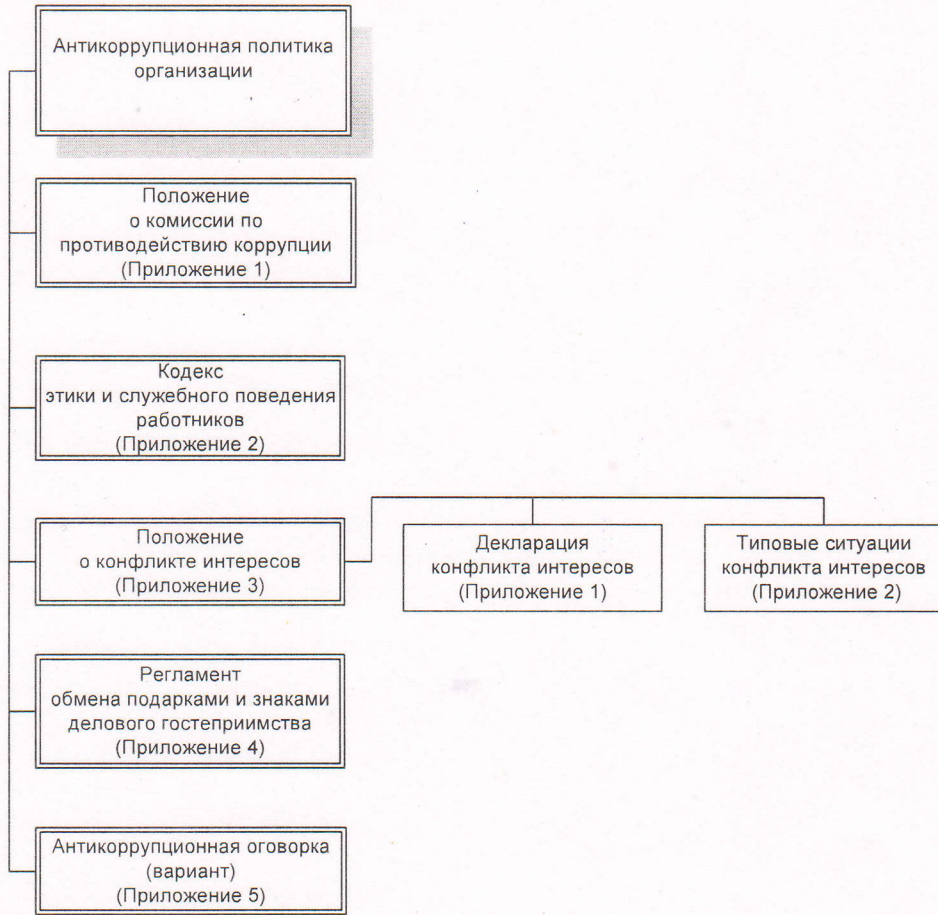 Антикоррупционная политика
организации
Положение
о комиссии по
противодействию коррупции
(Приложение 1)
Кодекс
этики и служебного поведения
работников
(Приложение 2)
Положение
о конфликте интересов
(Приложение 3)
Декларация
конфликта интересов
(Приложение 1)
Типовые ситуации
конфликта интересов
(Приложение 2)
Регламент
обмена подарками и знаками
делового гостеприимства
(Приложение 4)
Антикоррупционная оговорка
(вариант)
(Приложение 5)